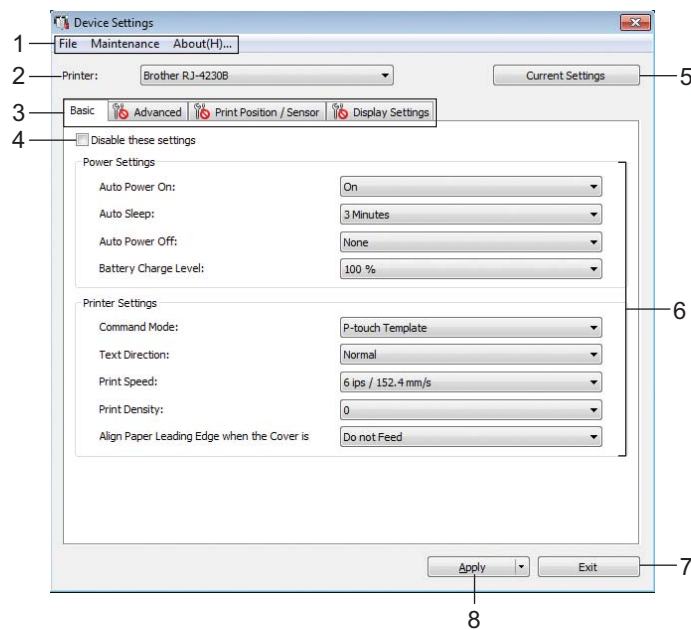 Device Settings
1
File Maintenance About(H)...
2
Printer: Brother RJ-4230B Current Settings
5
3
Basic Advanced Print Position / Sensor Display Settings
4
Disable these settings
Power Settings
Auto Power On: On
Auto Sleep: 3 Minutes
Auto Power Off: None
Battery Charge Level: 100 %
Printer Settings
6
Command Mode: P-touch Template
Text Direction: Normal
Print Speed: 6 ips / 152.4 mm/s
Print Density: 0
Align Paper Leading Edge when the Cover is Do not Feed
Apply Exit
7
8